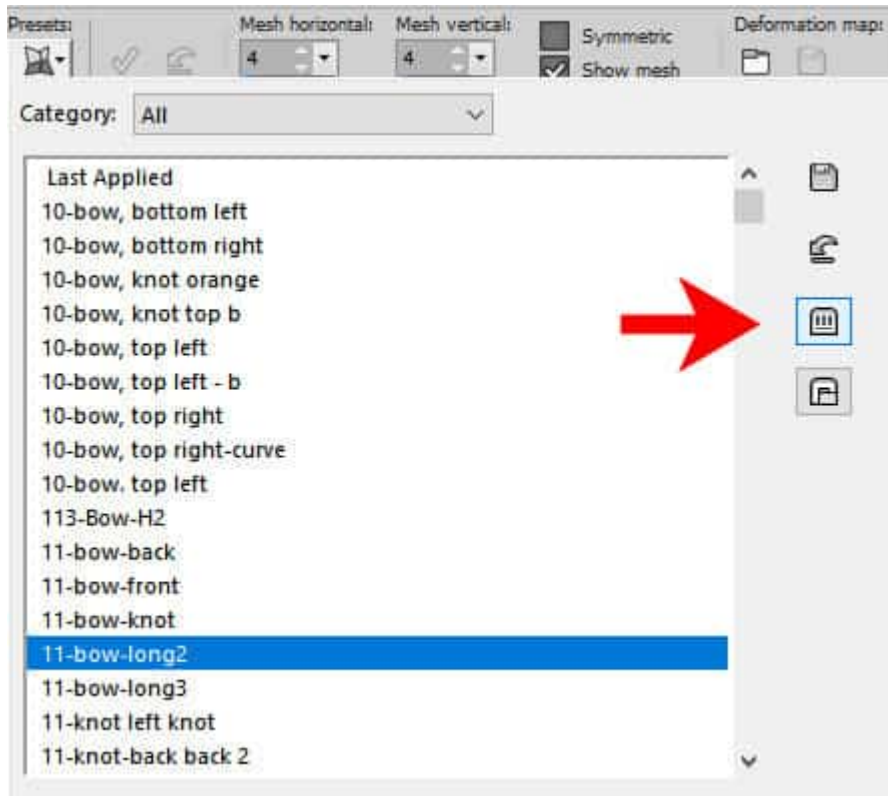 Presets: Mesh horizontal: Mesh vertical: Symmetric Deformation map:
4 4 Show mesh
Category: All
Last Applied
10-bow, bottom left
10-bow, bottom right
10-bow, knot orange
10-bow, knot top b
10-bow, top left
10-bow, top left - b
10-bow, top right
10-bow, top right-curve
10-bow. top left
113-Bow-H2
11-bow-back
11-bow-front
11-bow-knot
11-bow-long2
11-bow-long3
11-knot left knot
11-knot-back back 2